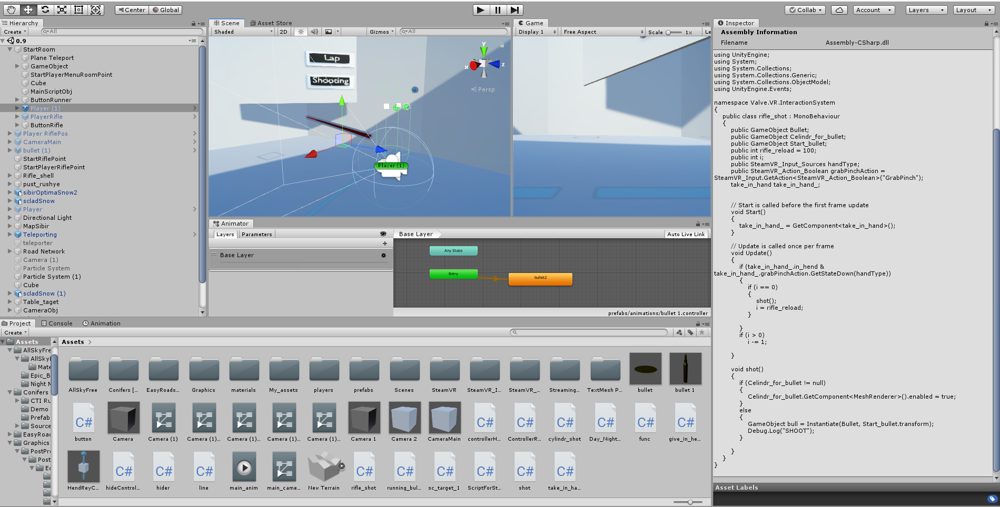 Center
Global
Collab
Account
Layers
Layout
Hierarchy
Create
All
0.9
StartRoom
Plane Teleport
GameObject
StartPlayerMenuRoomPoint
Cube
MainScriptObj
ButtonRunner
Player (1)
PlayerRifle
ButtonRifle
Player RiflePos
CameraMain
bullet (1)
StartRiflePoint
StartPlayerRiflePoint
Rifle_shell
pust_rushye
sibirOptimaSnow2
scladSnow
Player
Directional Light
MapSibir
Teleporting
teleporter
Road Network
Camera (1)
Particle System
Particle System (1)
Cube
scladSnow (1)
Table_taget
CameraObj
Scene
Asset Store
Shaded
2D
Gizmos
All
Lap
Shooting
y
x
z
Persp
Player (1)
Game
Display 1
Free Aspect
Scale
1x
Le
Animator
Layers
Parameters
Base Layer
Auto Live Link
Base Layer
Any State
Entry
bullet2
prefabs/animations/bullet 1.controller
Project
Console
Animation
Create
Assets
AllSkyFre
AllSky
Mate
Epic_B
Night M
Conifers
CTI Ru
Demo
Prefab
Source
EasyRoad
Graphics
PostPr
Post
Ec
Assets
AllSkyFree
Conifers [...
EasyRoads...
Graphics
materials
My_assets
players
prefabs
Scenes
SteamVR
SteamVR_I...
SteamVR_...
Streaming...
TextMesh P...
bullet
bullet 1
C#
C#
C#
C#
C#
C#
C#
button
Camera
Camera (1)
Camera (1)...
Camera (1)...
Camera (1)...
Camera (1)...
Camera 1
Camera 2
CameraMain
controllerH...
ControllerR...
cylindr_shot
Day_Night...
func
give_in_he...
C#
C#
C#
C#
C#
C#
C#
C#
C#
HendReyC...
hideControl...
hider
line
main_anim
main_came...
New Terrain
rifle_shot
running_bul...
sc_target_1
ScriptForSt...
shot
take_in_ha...
Inspector
Assembly Information
Filename Assembly-CSharp.dll
using UnityEngine;
using System;
using System.Collections;
using System.Collections.Generic;
using System.Collections.ObjectModel;
using UnityEngine.Events;
namespace Valve.VR.InteractionSystem
{
public class rifle_shot : MonoBehaviour
{
public GameObject Bullet;
public GameObject Celindr_for_bullet;
public GameObject Start_bullet;
public int rifle_reload = 100;
public int i;
public SteamVR_Input_Sources handType;
public SteamVR_Action_Boolean grabPinchAction =
SteamVR_Input.GetAction<SteamVR_Action_Boolean>("GrabPinch");
take_in_hand take_in_hand_;
// Start is called before the first frame update
void Start()
{
take_in_hand_ = GetComponent<take_in_hand>();
}
// Update is called once per frame
void Update()
{
if (take_in_hand_.in_hend &
take_in_hand_.grabPinchAction.GetStateDown(handType))
{
if (i == 0)
{
shot();
i = rifle_reload;
}
}
if (i > 0)
i -= 1;
}
void shot()
{
if (Celindr_for_bullet != null)
{
Celindr_for_bullet.GetComponent<MeshRenderer>().enabled = true;
}
else
{
GameObject bull = Instantiate(Bullet, Start_bullet.transform);
Debug.Log("SHOOT");
}
}
}
}
Asset Labels